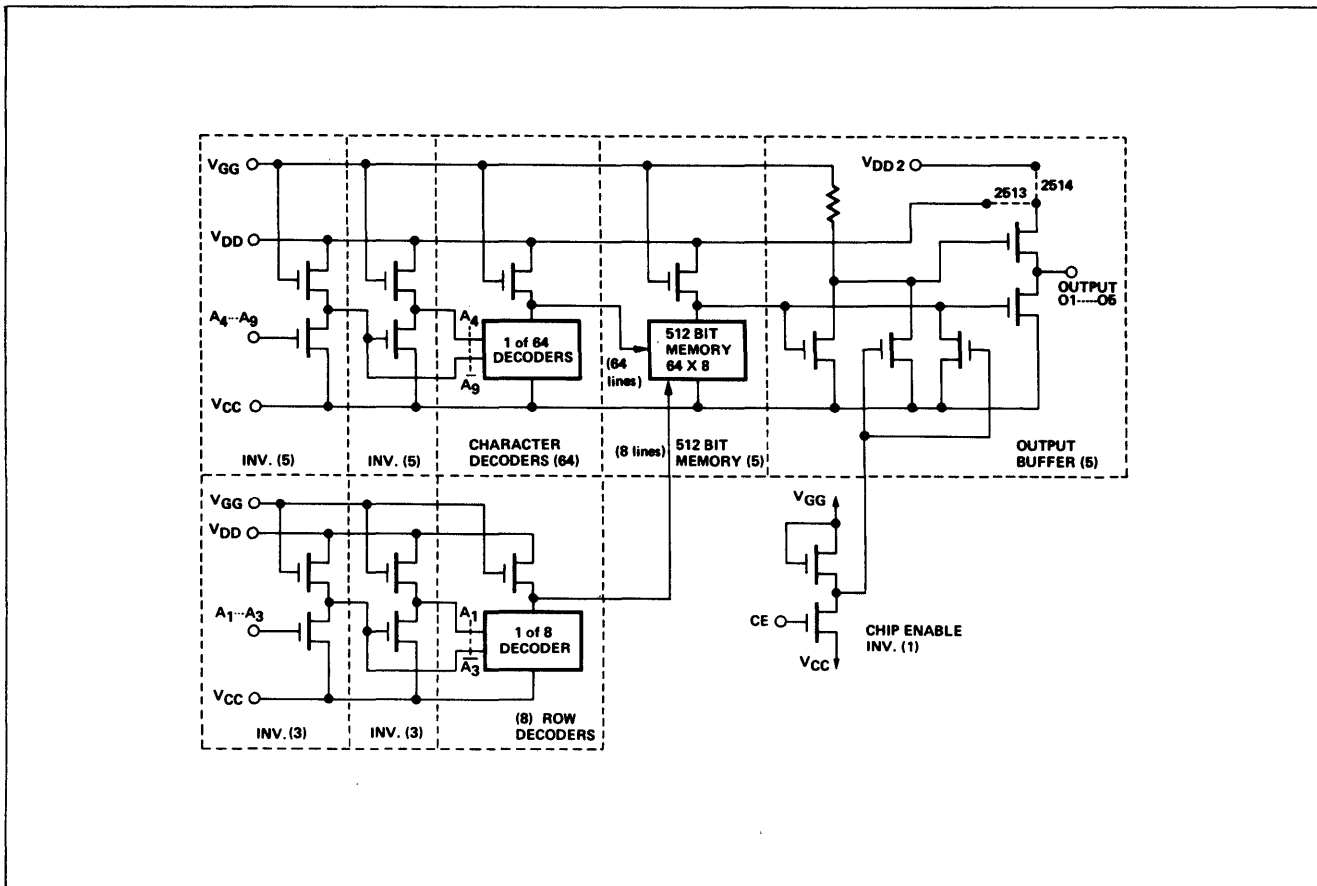 VGG
VDD
A4...A9
VCC
INV. (5)
INV. (5)
A4
A̅9
1 of 64
DECODERS
CHARACTER
DECODERS (64)
(64
lines)
512 BIT
MEMORY
64 X 8
(8 lines)
512 BIT
MEMORY (5)
VDD 2
2513
2514
OUTPUT
O1-----O5
OUTPUT
BUFFER (5)
VGG
VDD
A1...A3
VCC
INV. (3)
INV. (3)
A1
A̅3
1 of 8
DECODER
(8) ROW
DECODERS
VGG
CE
VCC
CHIP ENABLE
INV. (1)